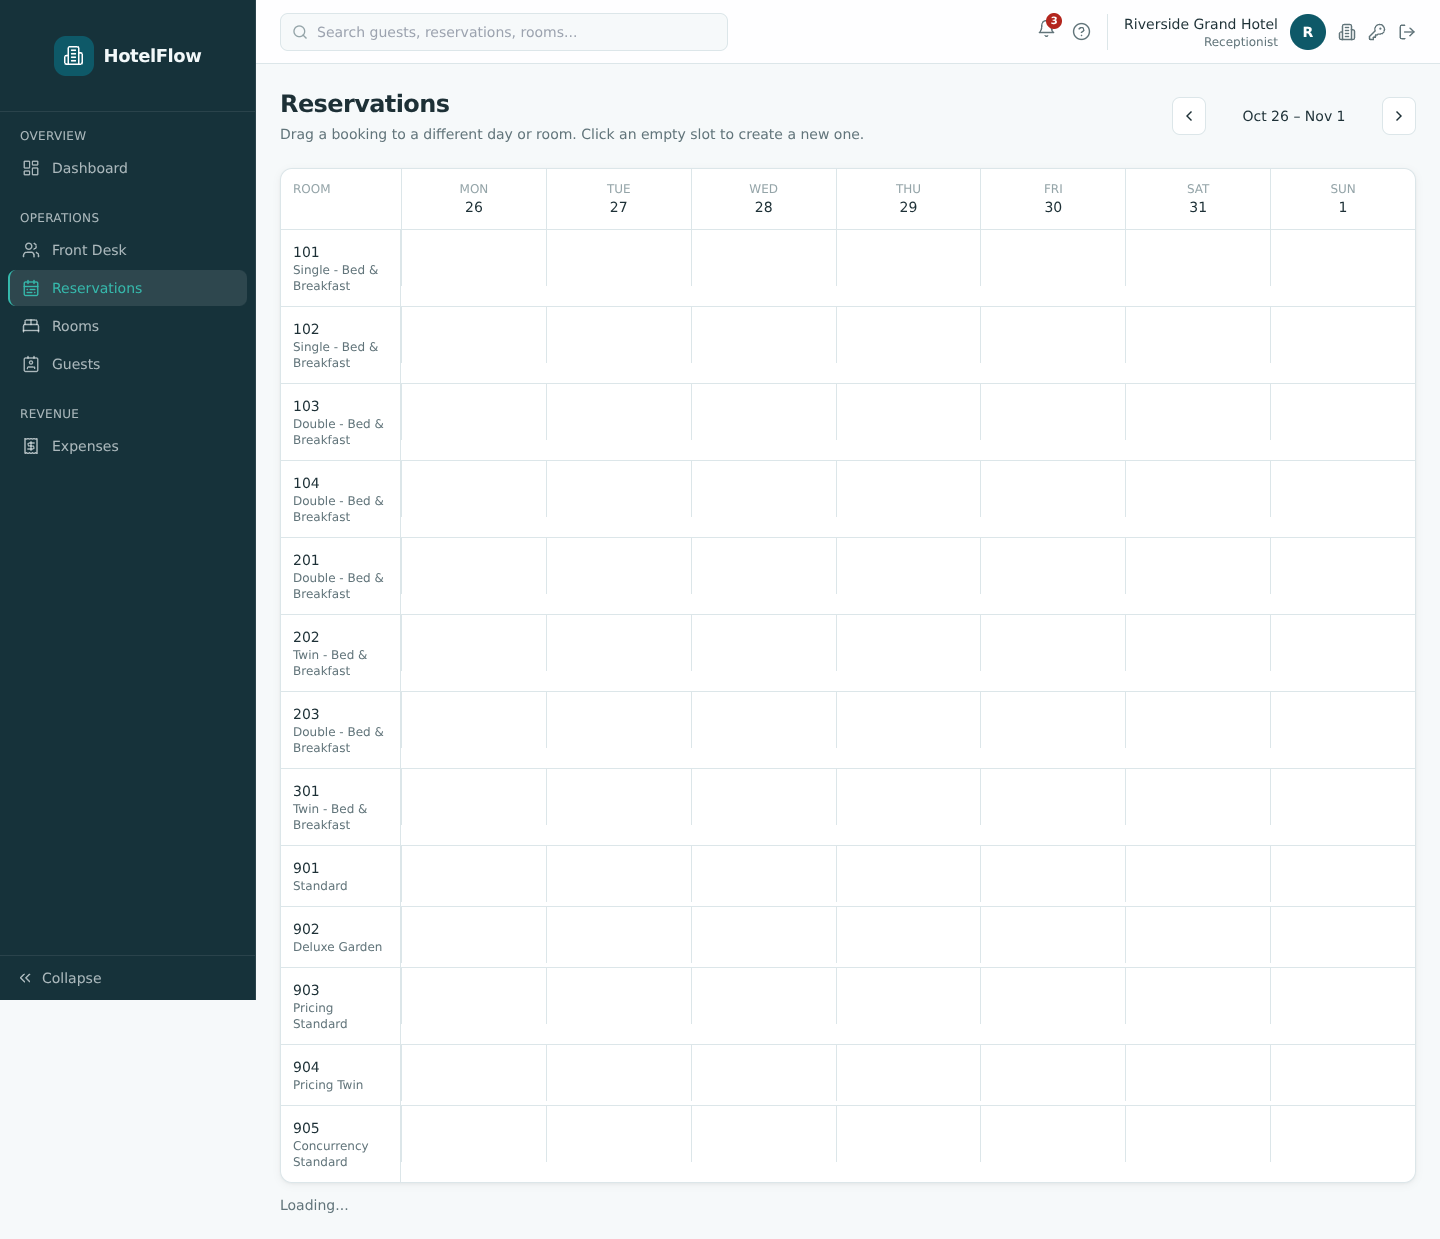 HotelFlow
OVERVIEW
Dashboard
OPERATIONS
Front Desk
Reservations
Rooms
Guests
REVENUE
Expenses
Collapse
Search guests, reservations, rooms...
3
Riverside Grand Hotel
Receptionist
R
Reservations
Drag a booking to a different day or room. Click an empty slot to create a new one.
Oct 26 – Nov 1
ROOM MON TUE WED THU FRI SAT SUN
26 27 28 29 30 31 1
101
Single - Bed &
Breakfast
102
Single - Bed &
Breakfast
103
Double - Bed &
Breakfast
104
Double - Bed &
Breakfast
201
Double - Bed &
Breakfast
202
Twin - Bed &
Breakfast
203
Double - Bed &
Breakfast
301
Twin - Bed &
Breakfast
901
Standard
902
Deluxe Garden
903
Pricing
Standard
904
Pricing Twin
905
Concurrency
Standard
Loading...